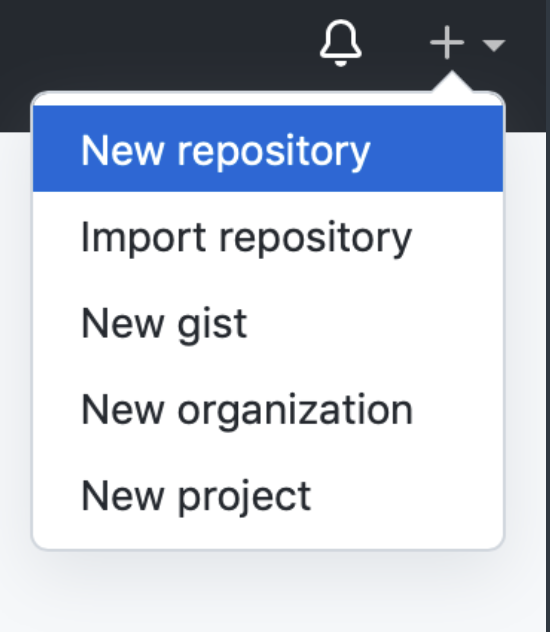 New repository
Import repository
New gist
New organization
New project